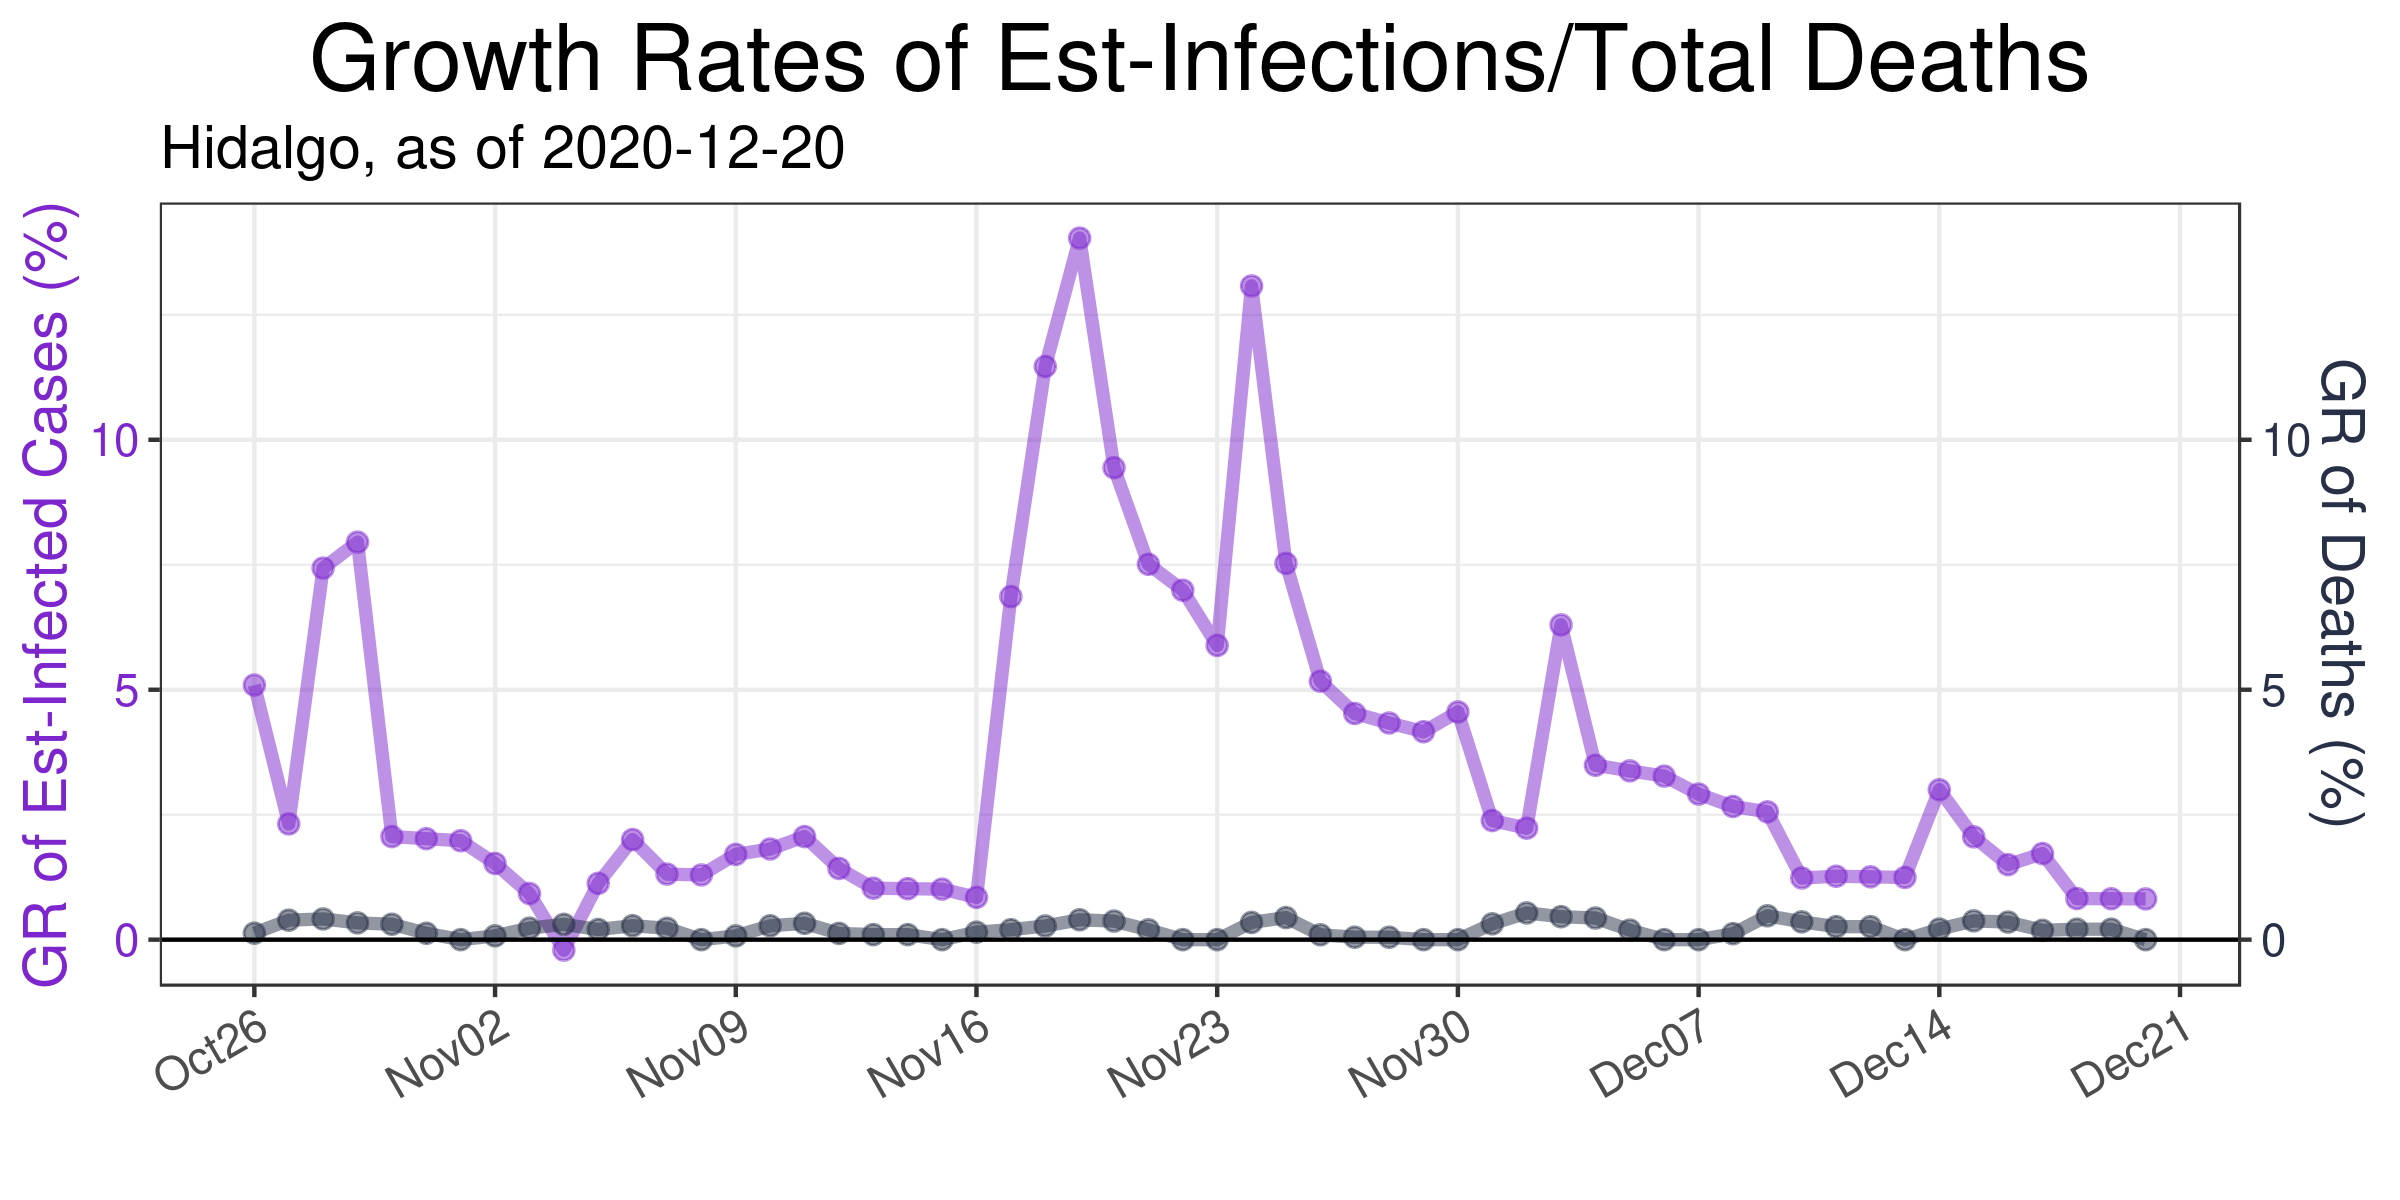 Growth Rates of Est-Infections/Total Deaths
Hidalgo, as of 2020-12-20
GR of Est-Infected Cases (%)
10
5
0
10
5
0
GR of Deaths (%)
Oct26
Nov02
Nov09
Nov16
Nov23
Nov30
Dec07
Dec14
Dec21